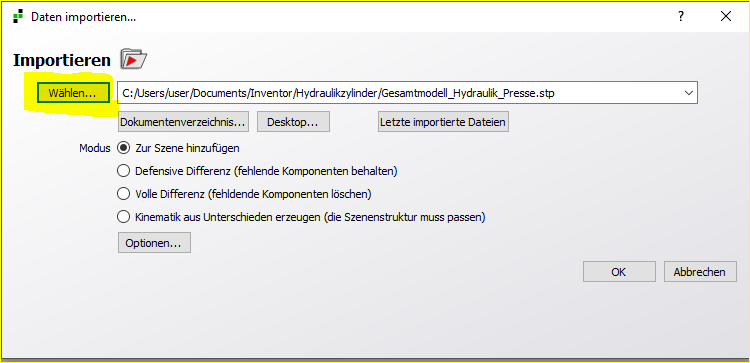 Daten importieren...
Importieren
Wählen... C:/Users/user/Documents/Inventor/Hydraulikzylinder/Gesamtmodell_Hydraulik_Presse.stp
Dokumentenverzeichnis... Desktop... Letzte importierte Dateien
Modus Zur Szene hinzufügen
Defensive Differenz (fehlende Komponenten behalten)
Volle Differenz (fehldende Komponenten löschen)
Kinematik aus Unterschieden erzeugen (die Szenenstruktur muss passen)
Optionen...
OK Abbrechen